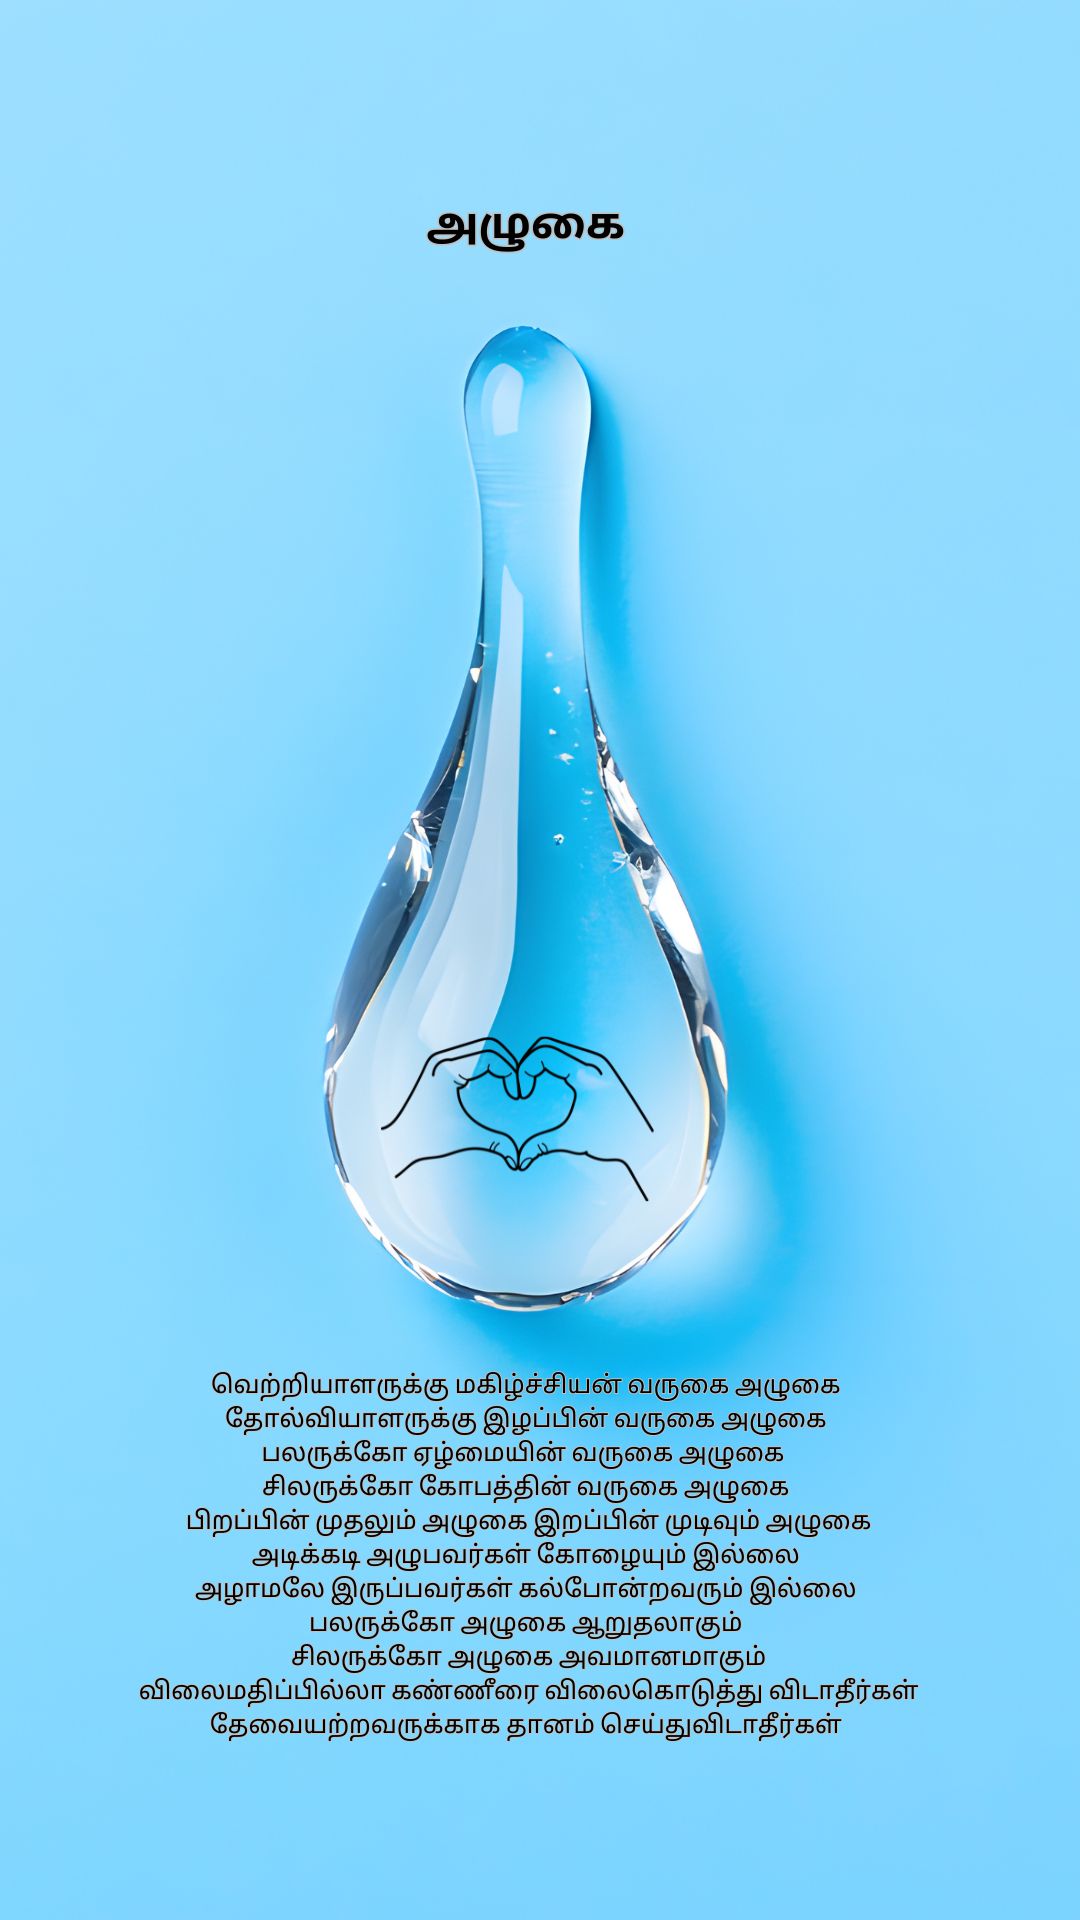 அழுகை
வெற்றியாளருக்கு மகிழ்ச்சியன் வருகை அழுகை
தோல்வியாளருக்கு இழப்பின் வருகை அழுகை
பலருக்கோ ஏழ்மையின் வருகை அழுகை
சிலருக்கோ கோபத்தின் வருகை அழுகை
பிறப்பின் முதலும் அழுகை இறப்பின் முடிவும் அழுகை
அடிக்கடி அழுபவர்கள் கோழையும் இல்லை
அழாமலே இருப்பவர்கள் கல்போன்றவரும் இல்லை
பலருக்கோ அழுகை ஆறுதலாகும்
சிலருக்கோ அழுகை அவமானமாகும்
விலைமதிப்பில்லா கண்ணீரை விலைகொடுத்து விடாதீர்கள்
தேவையற்றவருக்காக தானம் செய்துவிடாதீர்கள்